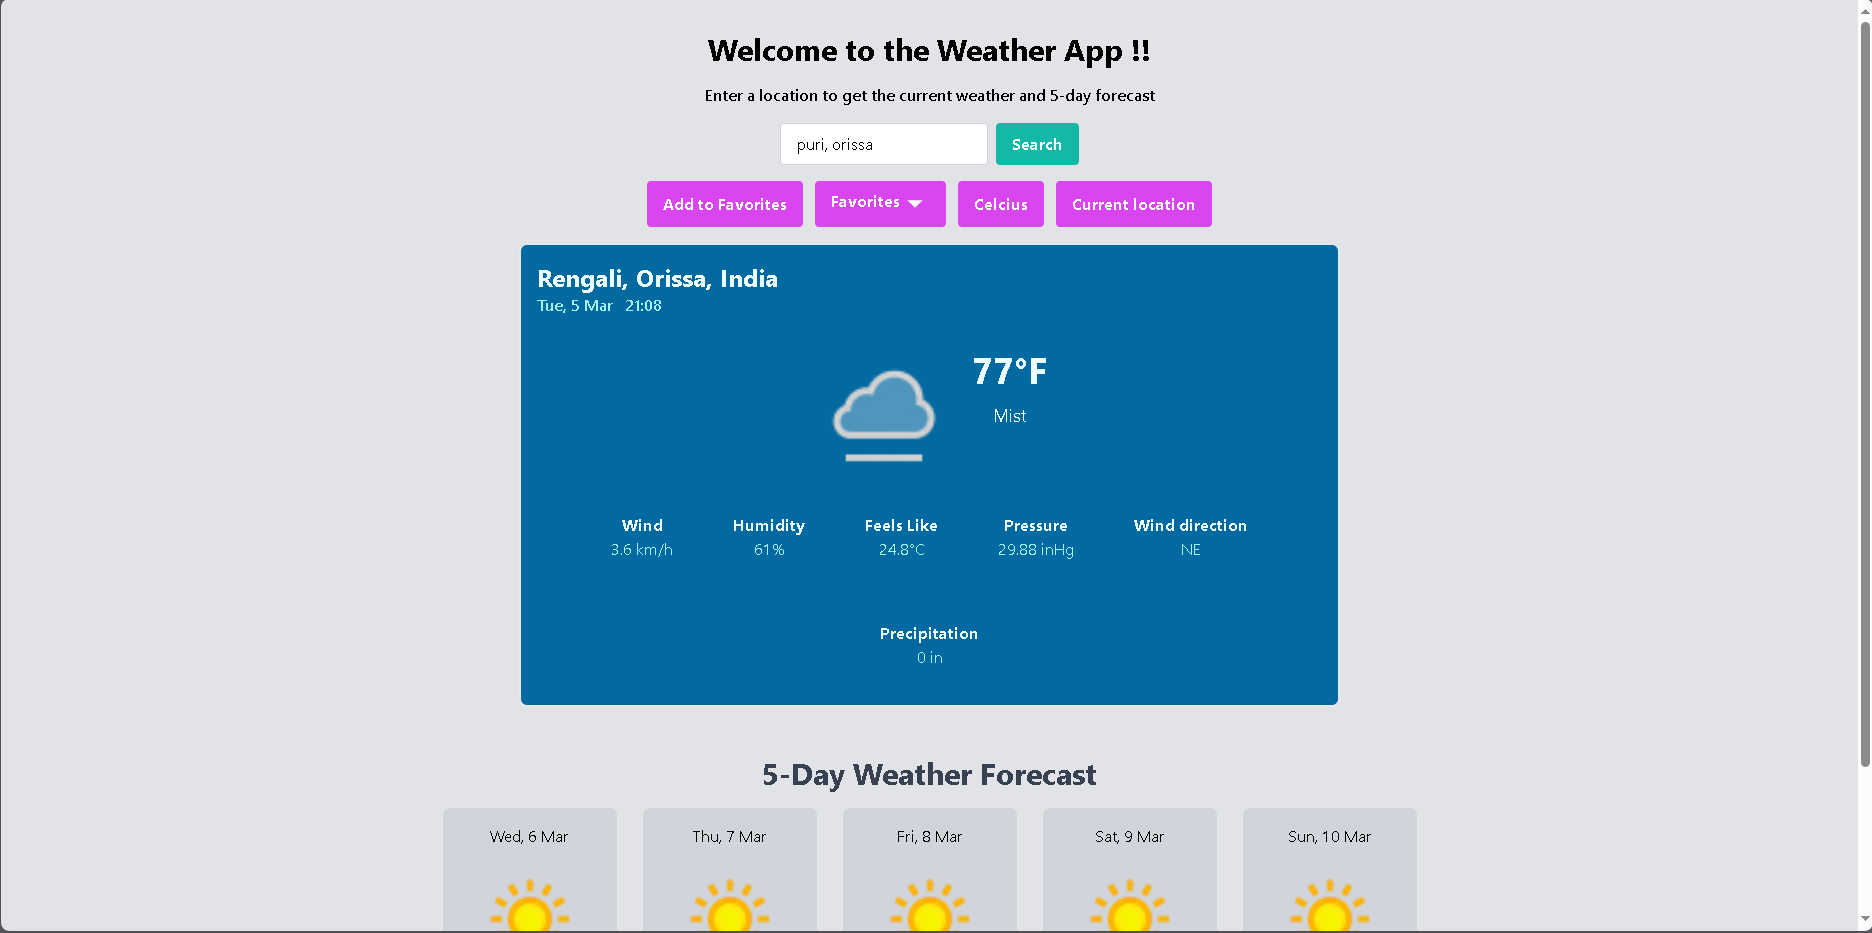 Welcome to the Weather App !!
Enter a location to get the current weather and 5-day forecast
puri, orissa Search
Add to Favorites Favorites Celcius Current location
Rengali, Orissa, India
Tue, 5 Mar 21:08
77°F
Mist
Wind Humidity Feels Like Pressure Wind direction
3.6 km/h 61% 24.8°C 29.88 inHg NE
Precipitation
0 in
5-Day Weather Forecast
Wed, 6 Mar Thu, 7 Mar Fri, 8 Mar Sat, 9 Mar Sun, 10 Mar